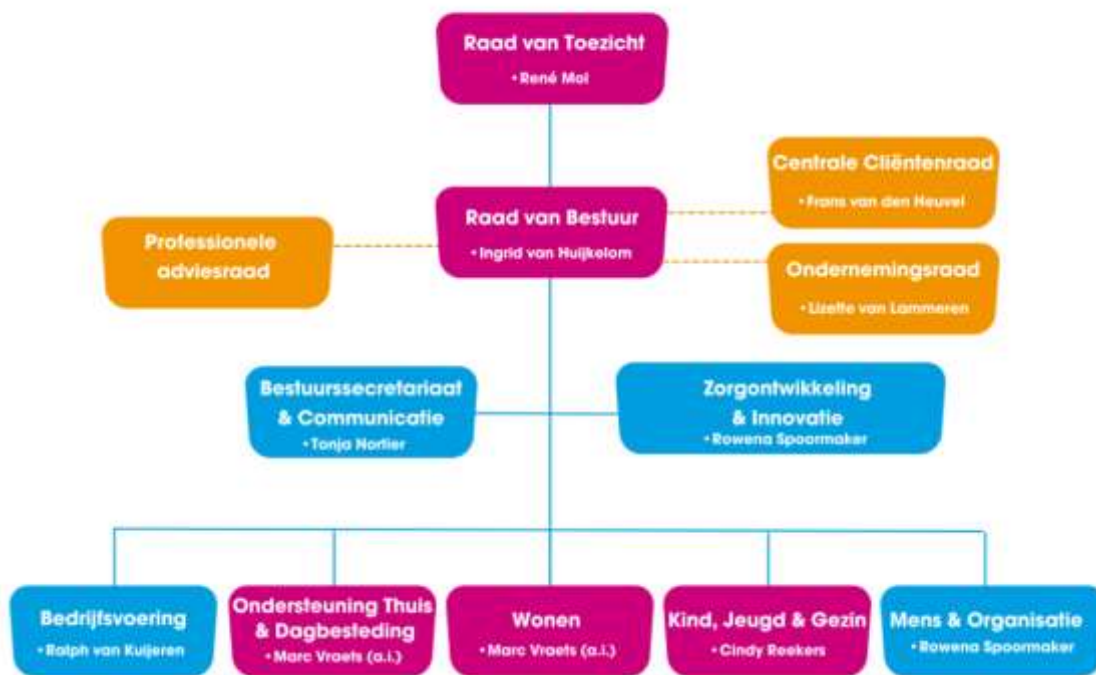 Raad van Toezicht
• René Mol
Centrale Cliëntenraad
• Frans van den Heuvel
Raad van Bestuur
• Ingrid van Huijkelom
Professionele
adviesraad
Ondernemingsraad
• Lizette van Lammeren
Bestuurssecretariaat
& Communicatie
• Tonja Nortier
Zorgontwikkeling
& Innovatie
• Rowena Spoormaker
Bedrijfsvoering
• Ralph van Kuijeren
Ondersteuning Thuis
& Dagbesteding
• Marc Vraets (a.i.)
Wonen
• Marc Vraets (a.i.)
Kind, Jeugd & Gezin
• Cindy Reekers
Mens & Organisatie
• Rowena Spoormaker